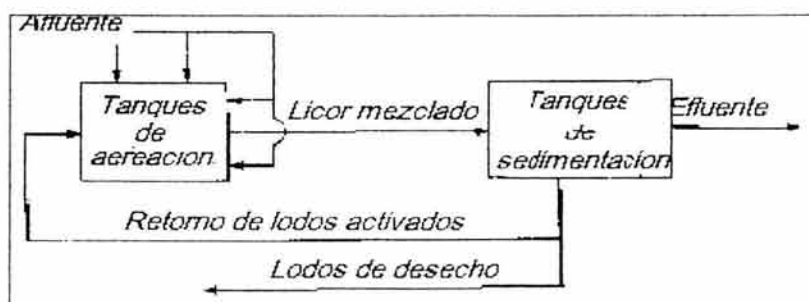 Afluente
Tanques
de
aereacion
Licor mezclado
Tanques
de
sedimentacion
Efluente
Retorno de lodos activados
Lodos de desecho